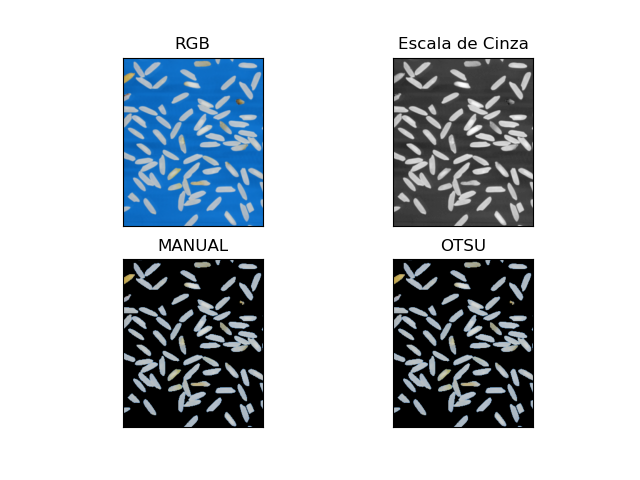 RGB
Escala de Cinza
MANUAL
OTSU